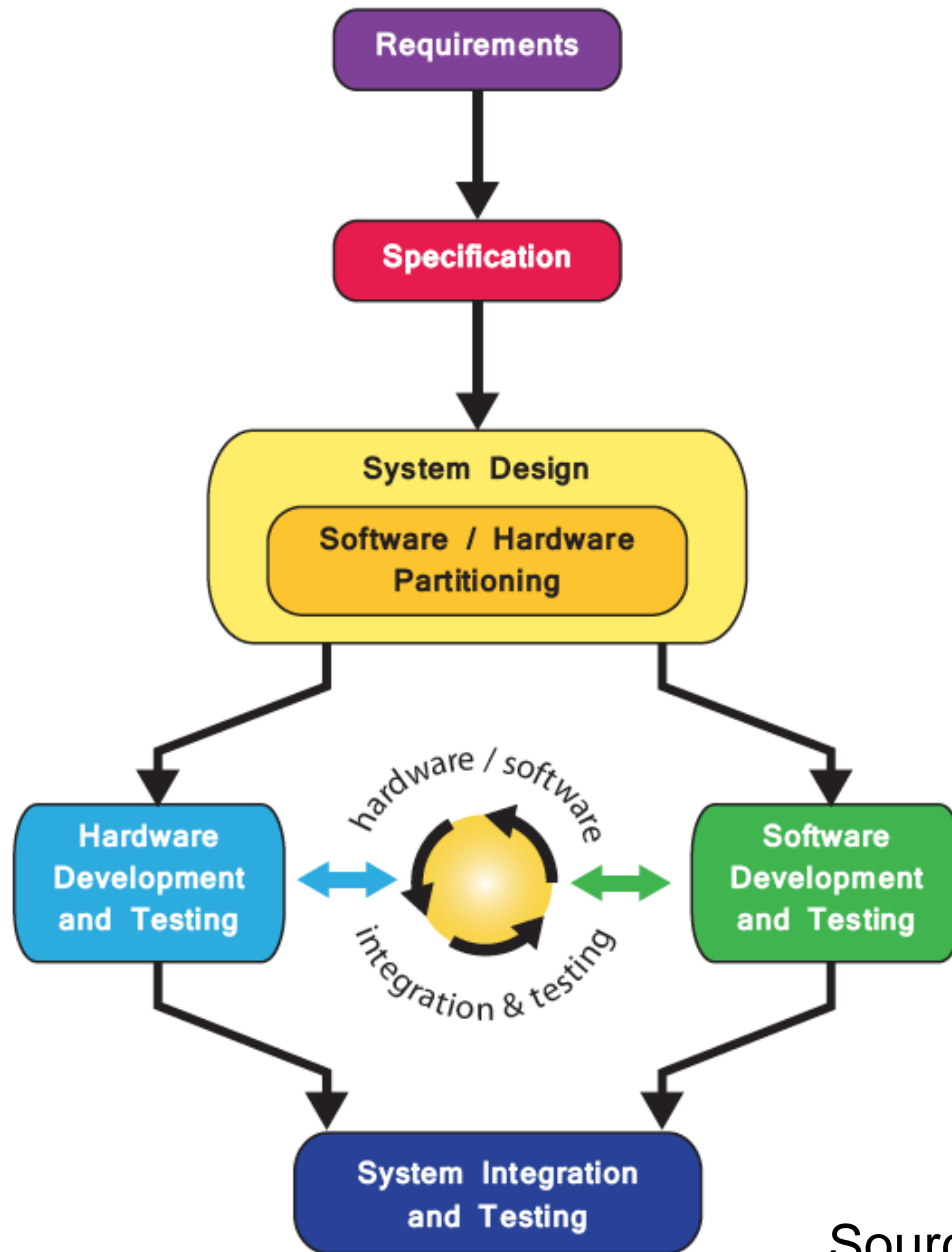 Requirements
Specification
System Design
Software / Hardware
Partitioning
hardware / software
integration & testing
Hardware
Development
and Testing
Software
Development
and Testing
System Integration
and Testing